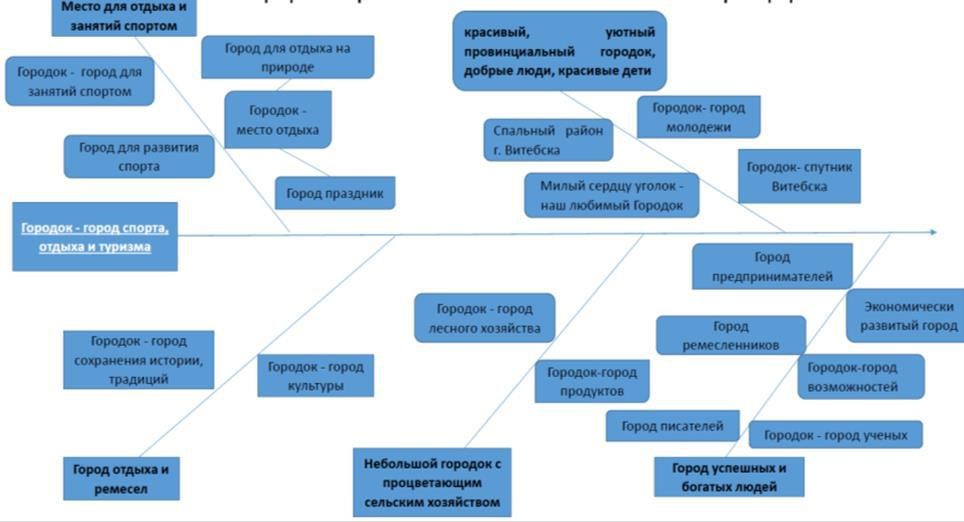 Место для отдыха и
занятий спортом
Город для отдыха на
природе
Городок - город для
занятий спортом
Городок -
место отдыха
Город для развития
спорта
Город праздник
красивый, уютный
провинциальный городок,
добрые люди, красивые дети
Городок- город
молодежи
Спальный район
г. Витебска
Городок- спутник
Витебска
Милый сердцу уголок -
наш любимый Городок
Городок - город спорта,
отдыха и туризма
Город
предпринимателей
Экономически
развитый город
Городок - город
лесного хозяйства
Город
ремесленников
Городок - город
сохранения истории,
традиций
Городок - город
культуры
Городок-город
продуктов
Городок-город
возможностей
Город писателей
Городок - город ученых
Город отдыха и
ремесел
Небольшой городок с
процветающим
сельским хозяйством
Город успешных и
богатых людей